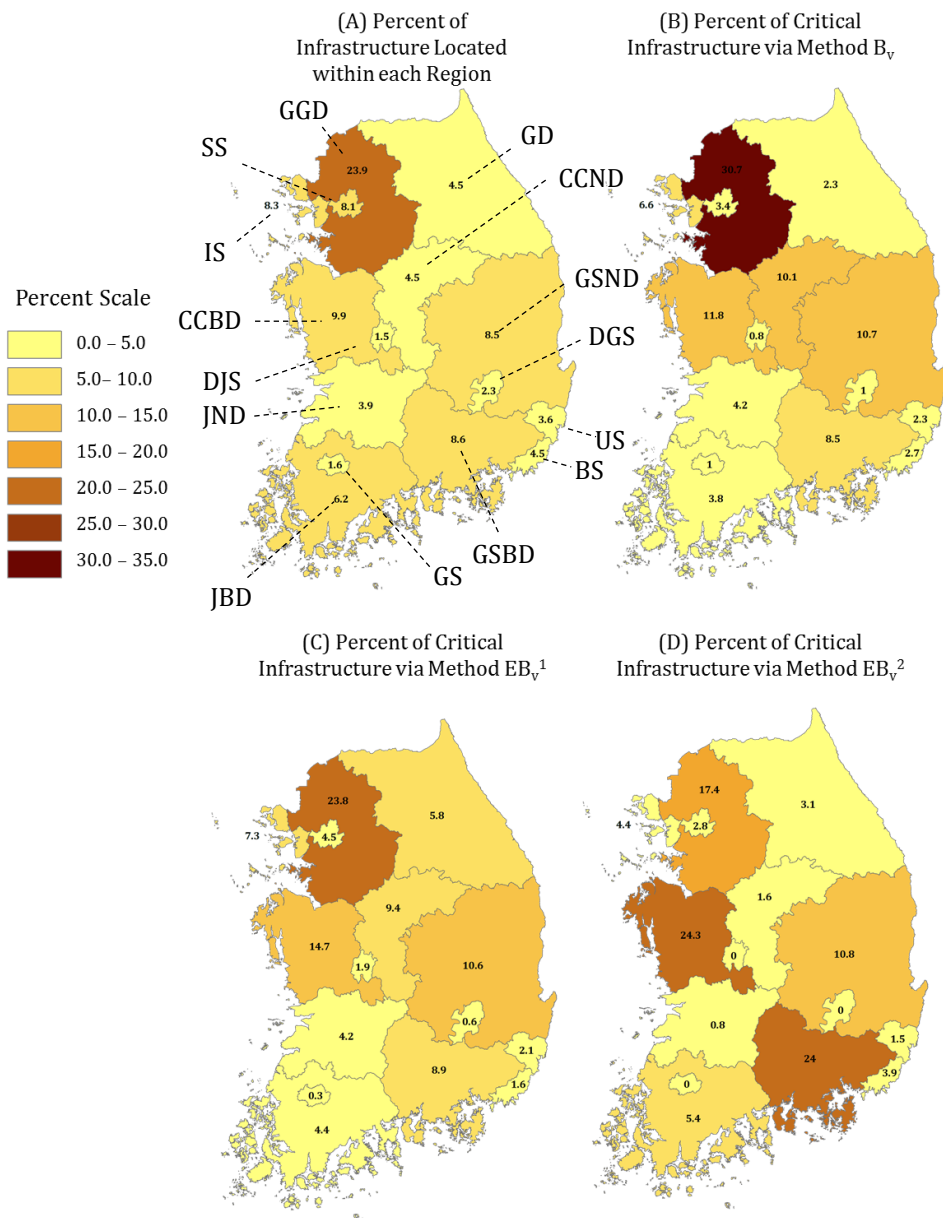 (A) Percent of
Infrastructure Located
within each Region
(B) Percent of Critical
Infrastructure via Method Bv
GGD
GD
SS
23.9
CCND
30.7
4.5
2.3
8.3
8.1
6.6
3.4
IS
4.5
10.1
GSND
Percent Scale
CCBD
9.9
8.5
11.8
10.7
0.0 – 5.0
1.5
DGS
0.8
5.0– 10.0
DJS
2.3
1
10.0 – 15.0
JND
3.9
3.6
4.2
2.3
15.0 – 20.0
8.6
US
8.5
20.0 – 25.0
1.6
4.5
BS
1
2.7
25.0 – 30.0
6.2
3.8
30.0 – 35.0
GSBD
GS
JBD
(C) Percent of Critical
Infrastructure via Method EBv1
(D) Percent of Critical
Infrastructure via Method EBv2
23.8
17.4
5.8
3.1
7.3
4.5
4.4
2.8
9.4
1.6
14.7
24.3
1.9
10.6
0
10.8
0.6
0
4.2
2.1
0.8
1.5
8.9
24
0.3
1.6
0
3.9
4.4
5.4